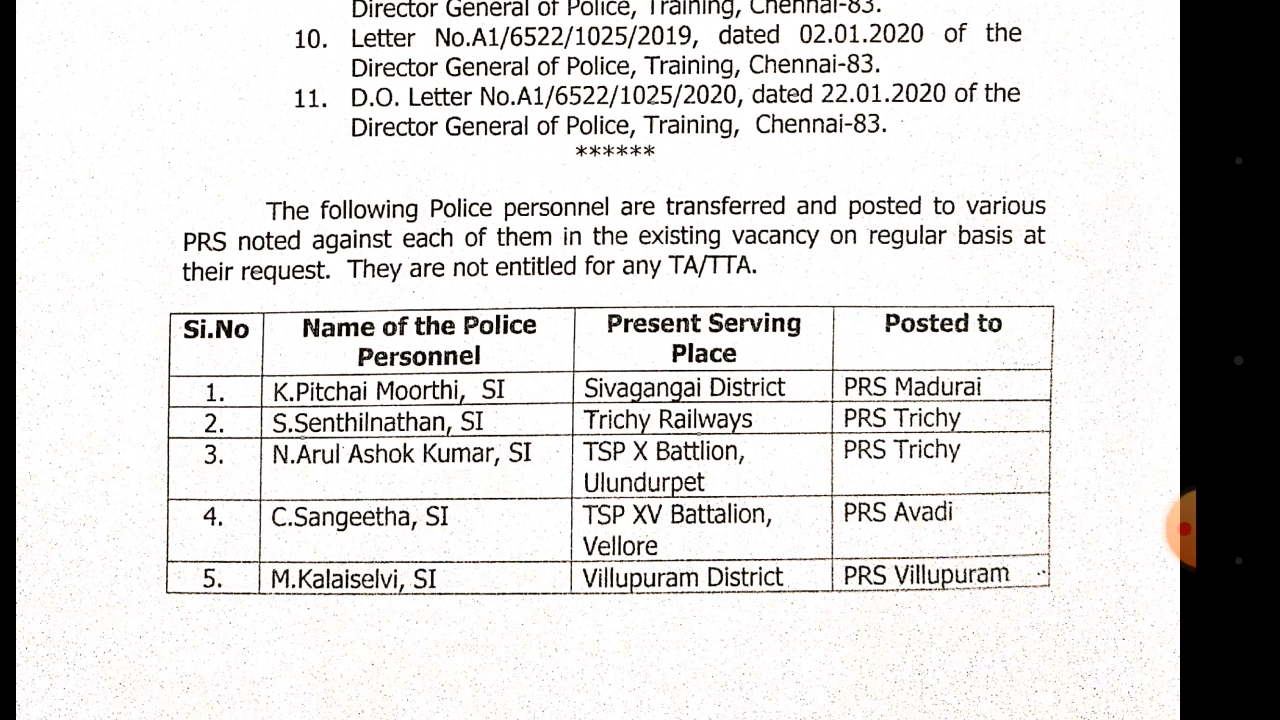 Director General of Police, Training, Chennai-83.
10. Letter No.A1/6522/1025/2019, dated 02.01.2020 of the
Director General of Police, Training, Chennai-83.
11. D.O. Letter No.A1/6522/1025/2020, dated 22.01.2020 of the
Director General of Police, Training, Chennai-83.
******
The following Police personnel are transferred and posted to various
PRS noted against each of them in the existing vacancy on regular basis at
their request. They are not entitled for any TA/TTA.
Si.No Name of the Police Present Serving Posted to
Personnel Place
1. K.Pitchai Moorthi, SI Sivagangai District PRS Madurai
2. S.Senthilnathan, SI Trichy Railways PRS Trichy
3. N.Arul Ashok Kumar, SI TSP X Battlion, PRS Trichy
Ulundurpet
4. C.Sangeetha, SI TSP XV Battalion, PRS Avadi
Vellore
5. M.Kalaiselvi, SI Villupuram District PRS Villupuram